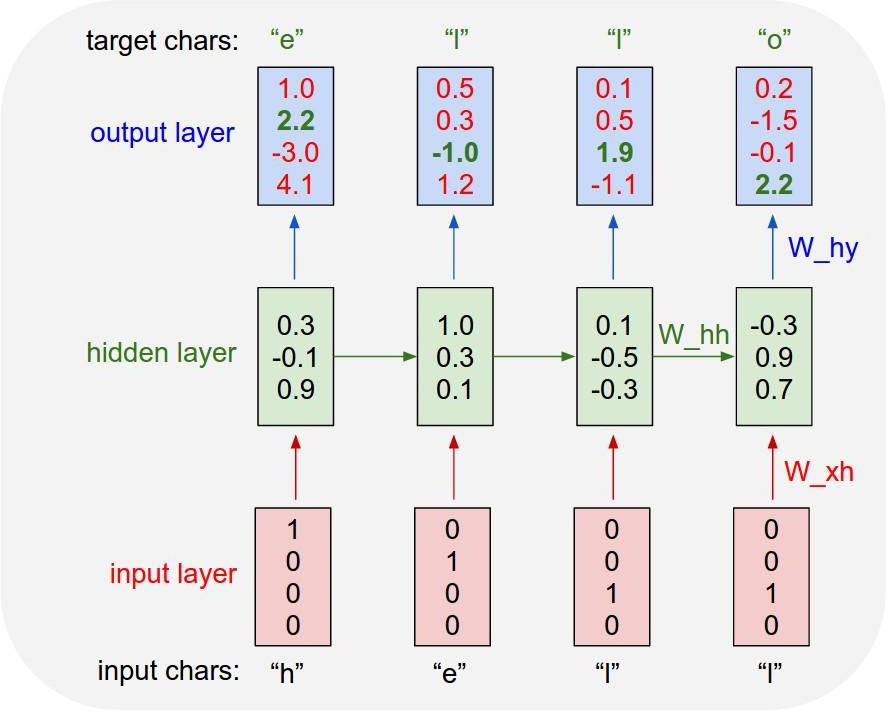 target chars: “e” “l” “l” “o”
output layer
1.0 0.5 0.1 0.2
2.2 0.3 0.5 -1.5
-3.0 -1.0 1.9 -0.1
4.1 1.2 -1.1 2.2
W_hy
hidden layer
0.3 1.0 0.1 -0.3
-0.1 0.3 -0.5 0.9
0.9 0.1 -0.3 0.7
W_hh
W_xh
input layer
1 0 0 0
0 1 0 0
0 0 1 1
0 0 0 0
input chars: “h” “e” “l” “l”